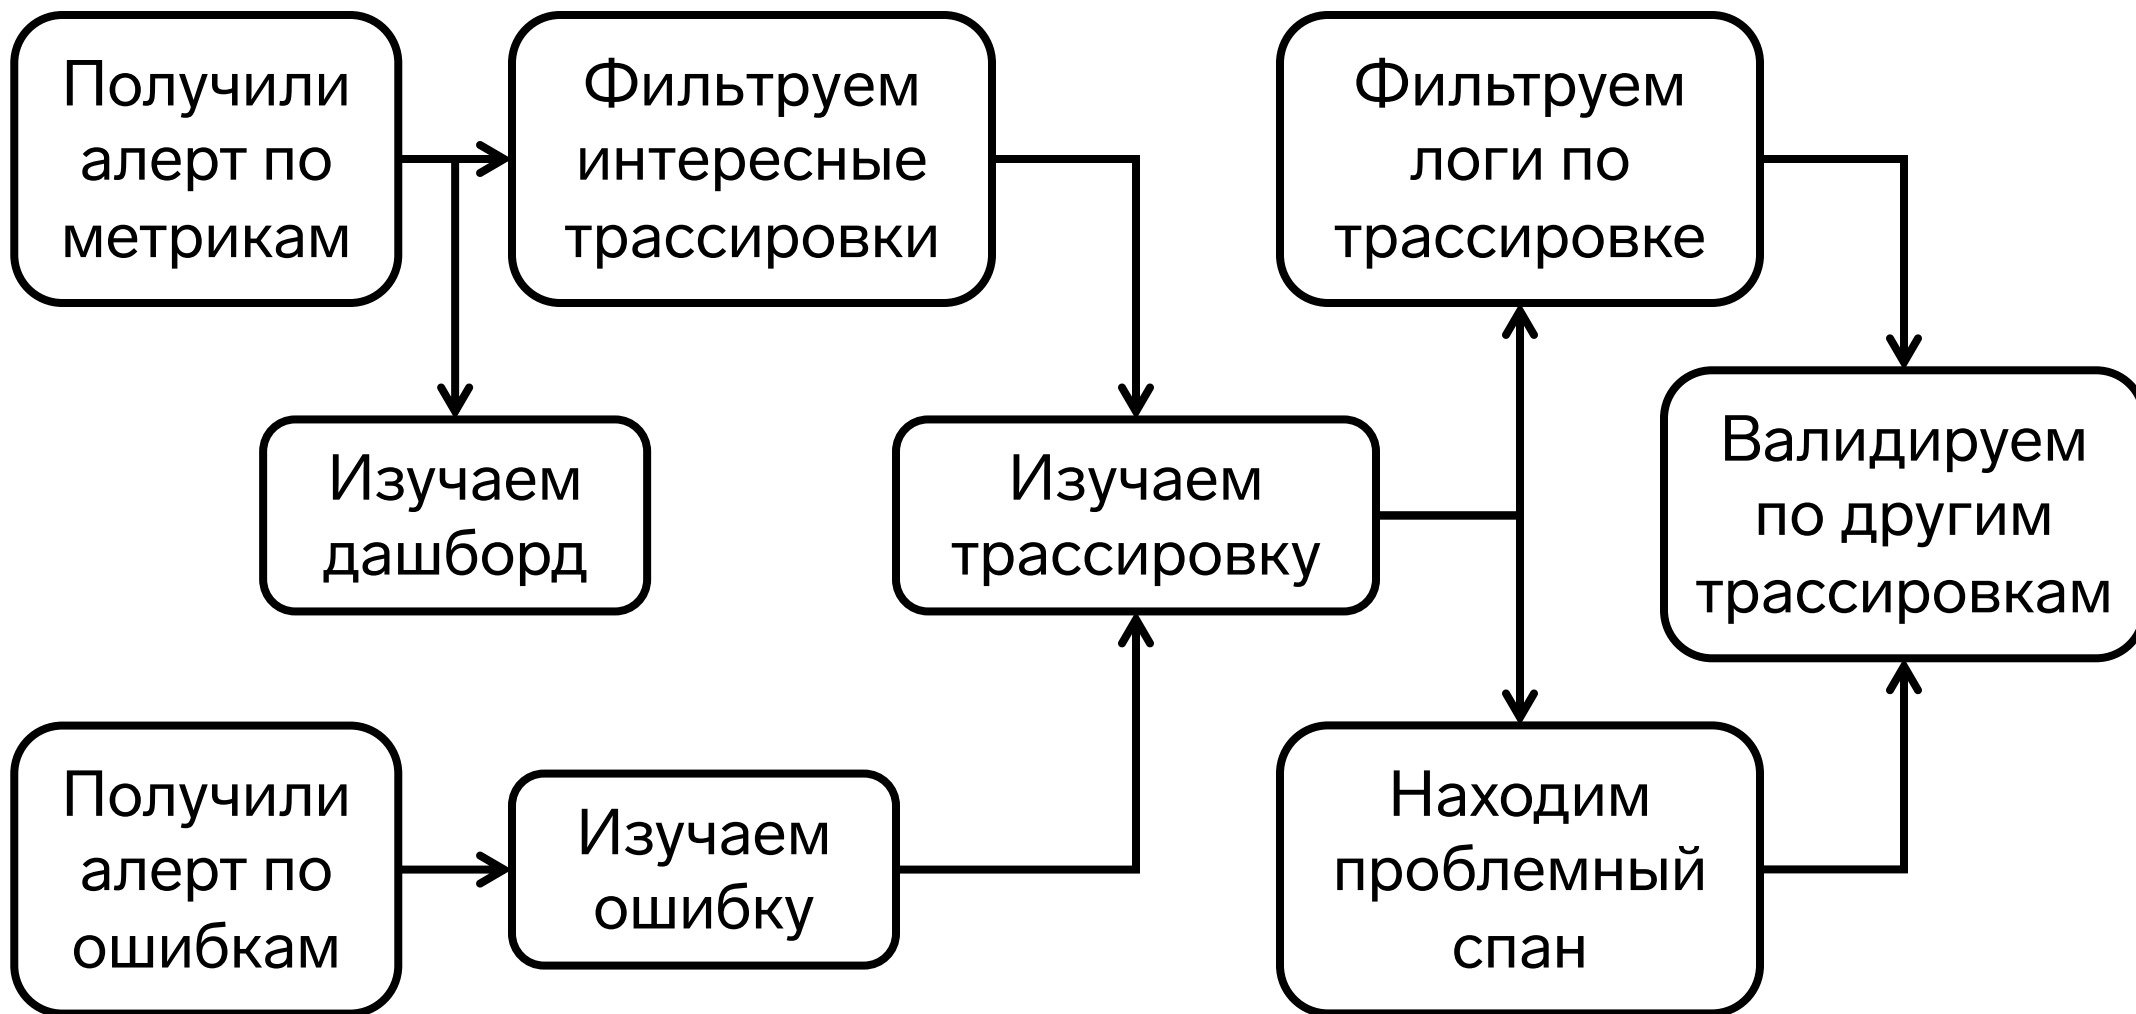 Получили
алерт по
метрикам
Фильтруем
интересные
трассировки
Фильтруем
логи по
трассировке
Изучаем
дашборд
Изучаем
трассировку
Валидируем
по другим
трассировкам
Получили
алерт по
ошибкам
Изучаем
ошибку
Находим
проблемный
спан